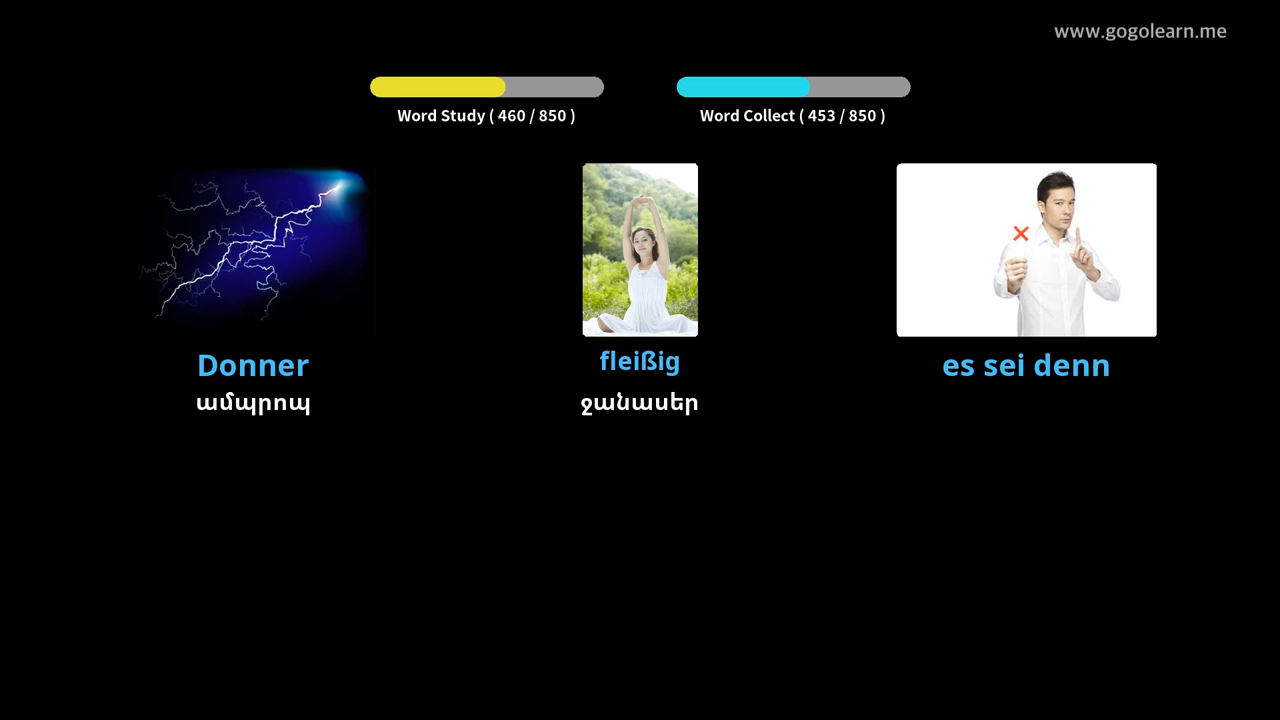 www.gogolearn.me
Word Study ( 460 / 850 )
Word Collect ( 453 / 850 )
Donner
ամպրոպ
fleißig
ջանասեր
es sei denn